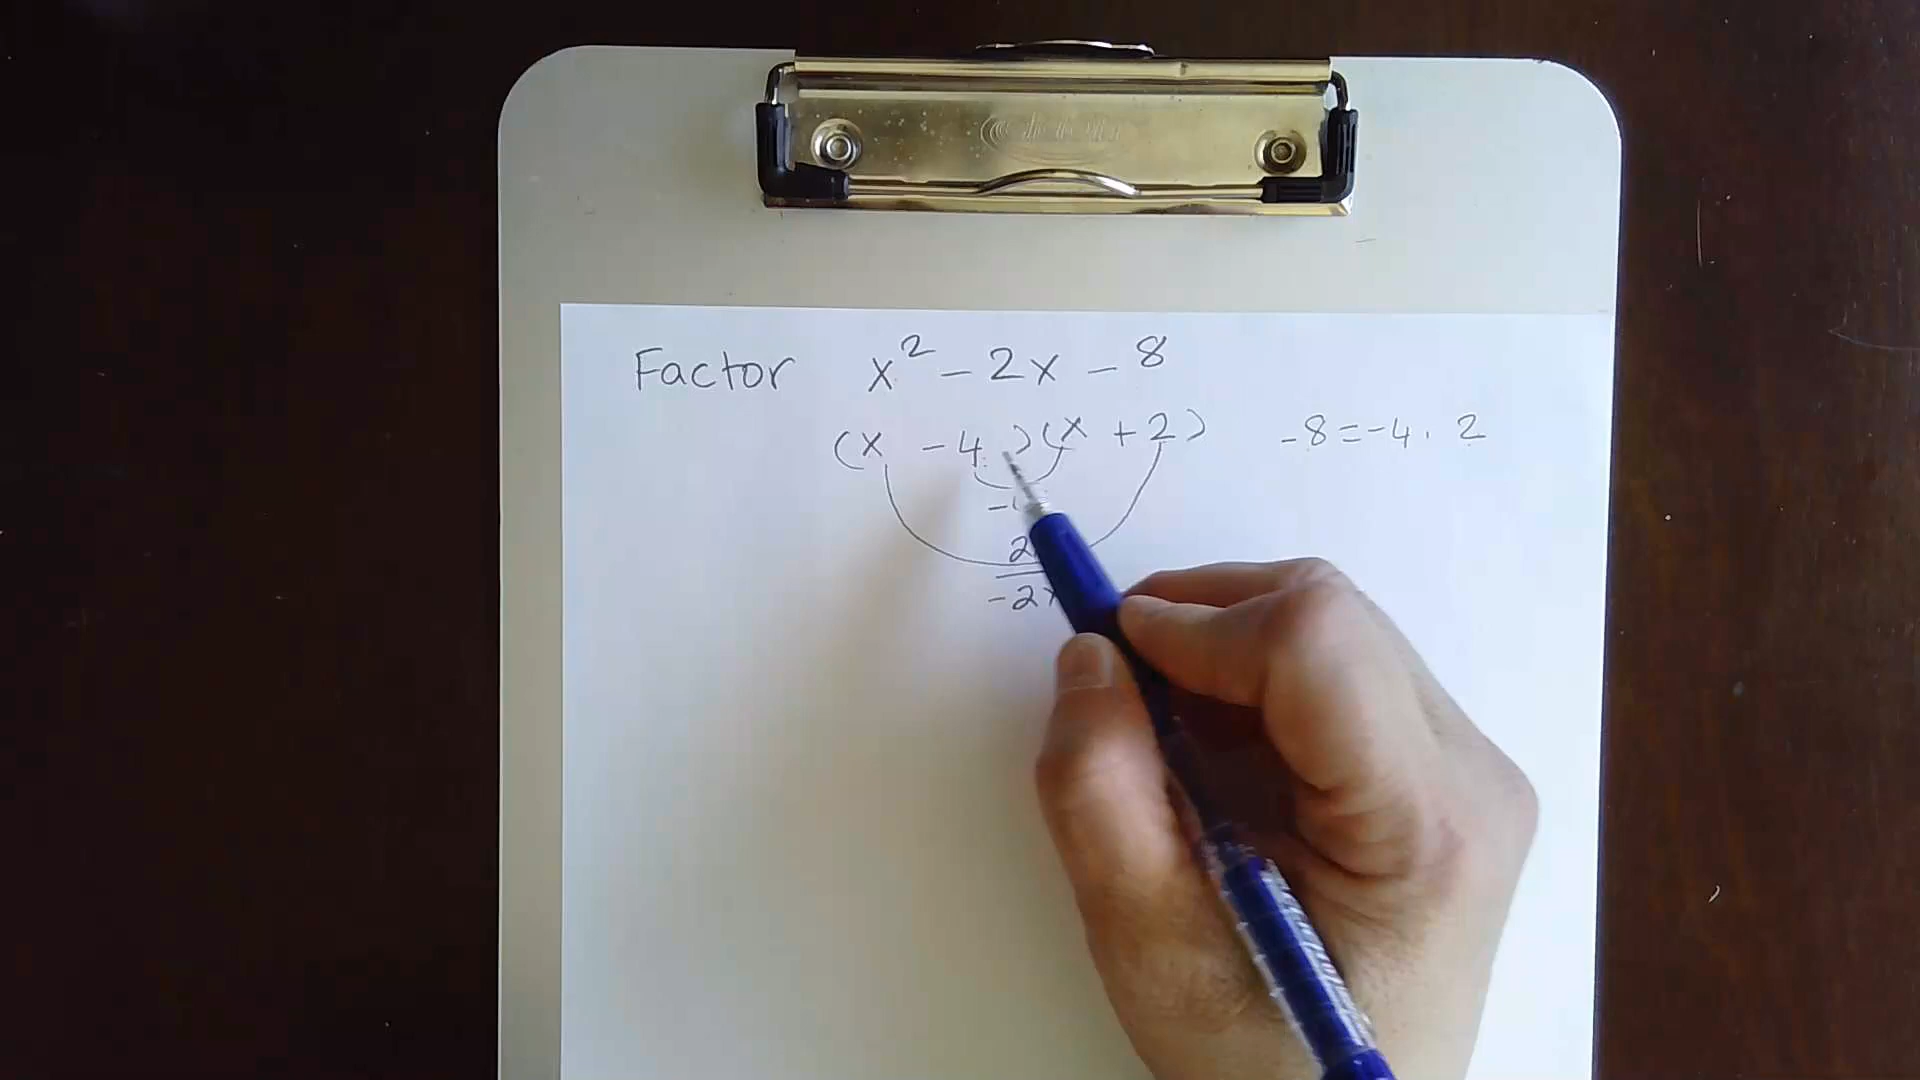 Factor x² - 2x - 8
(x - 4)(x + 2) -8 = -4 . 2
-2x